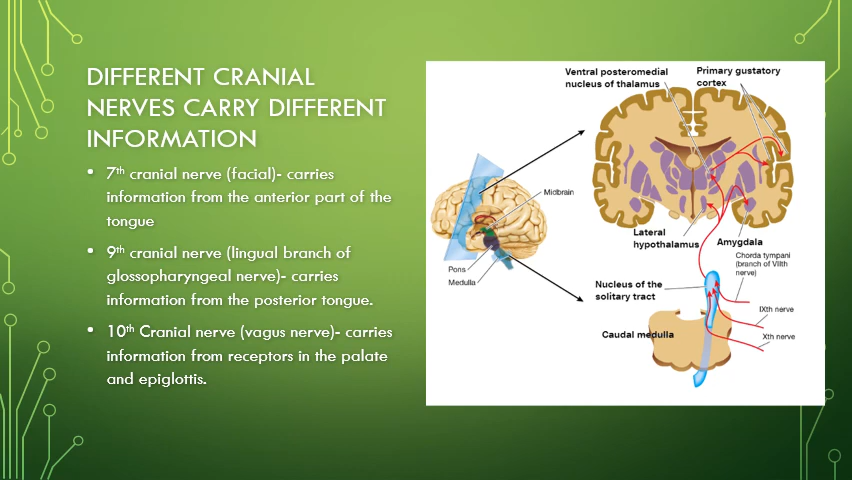 DIFFERENT CRANIAL
NERVES CARRY DIFFERENT
INFORMATION
• 7th cranial nerve (facial)- carries
information from the anterior part of the
tongue
• 9th cranial nerve (lingual branch of
glossopharyngeal nerve)- carries
information from the posterior tongue.
• 10th Cranial nerve (vagus nerve)- carries
information from receptors in the palate
and epiglottis.
Ventral posteromedial
nucleus of thalamus
Primary gustatory
cortex
Midbrain
Pons
Medulla
Lateral
hypothalamus
Amygdala
Chorda tympani
(branch of VIIth
nerve)
Nucleus of the
solitary tract
IXth nerve
Caudal medulla
Xth nerve